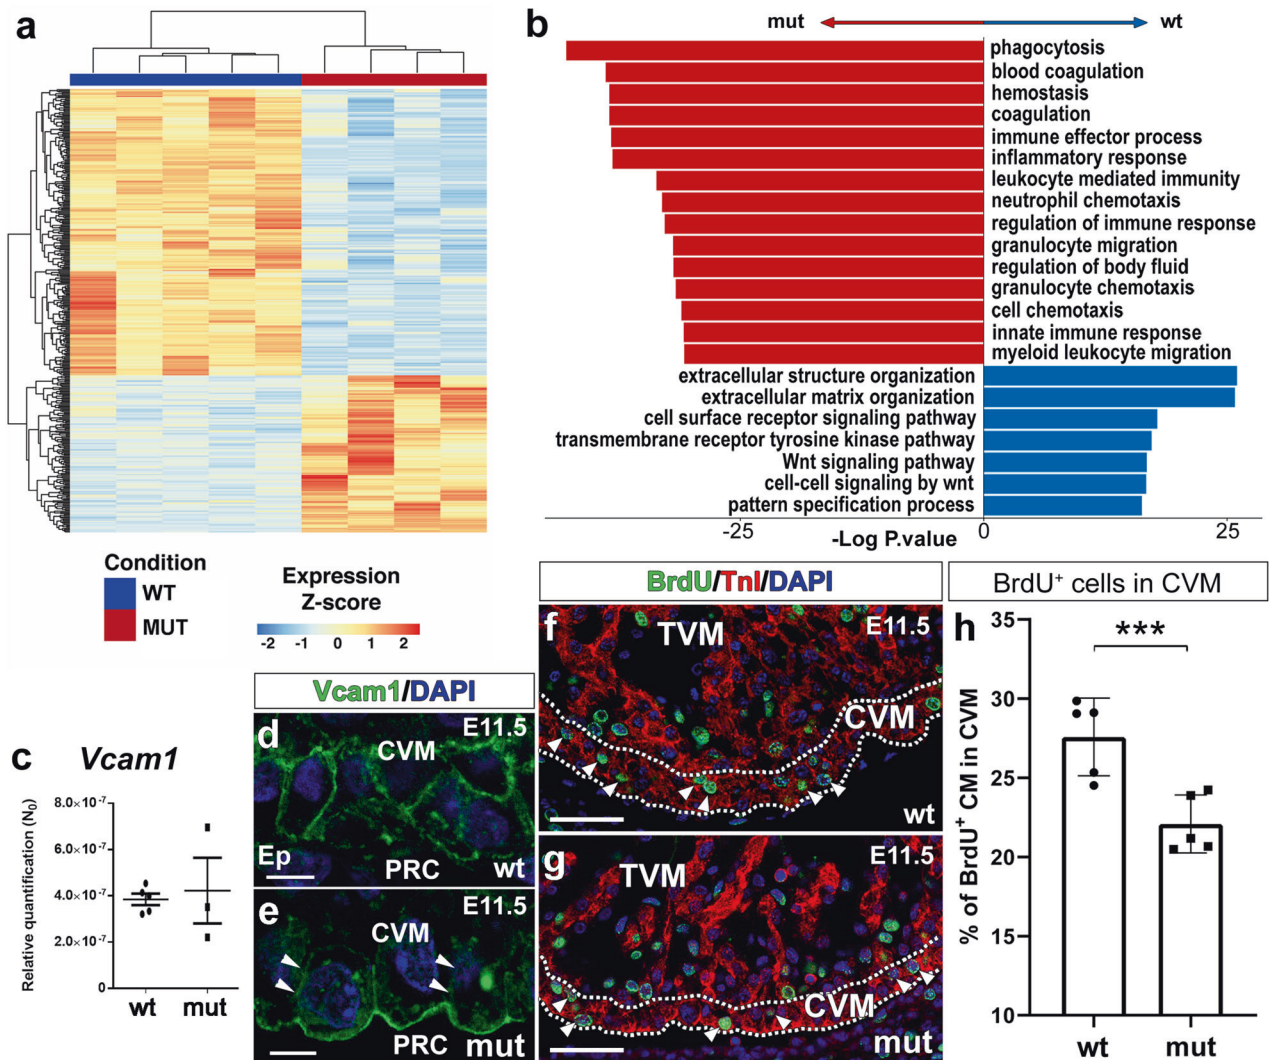 a
Condition
WT
MUT
Expression
Z-score
-2 -1 0 1 2
b
mut wt
phagocytosis
blood coagulation
hemostasis
coagulation
immune effector process
inflammatory response
leukocyte mediated immunity
neutrophil chemotaxis
regulation of immune response
granulocyte migration
regulation of body fluid
granulocyte chemotaxis
cell chemotaxis
innate immune response
myeloid leukocyte migration
extracellular structure organization
extracellular matrix organization
cell surface receptor signaling pathway
transmembrane receptor tyrosine kinase pathway
Wnt signaling pathway
cell-cell signaling by wnt
pattern specification process
-25 0 25
-Log P.value
c
Vcam1
Relative quantification (N₀)
8.0×10⁻⁷
6.0×10⁻⁷
4.0×10⁻⁷
2.0×10⁻⁷
0
wt mut
Vcam1/DAPI
d
E11.5
CVM
Ep
PRC
wt
e
E11.5
CVM
PRC
mut
BrdU/TnI/DAPI
f
TVM
E11.5
CVM
wt
g
TVM
E11.5
CVM
mut
BrdU⁺ cells in CVM
h
% of BrdU⁺ CM in CVM
35
30
25
20
15
10
***
wt mut